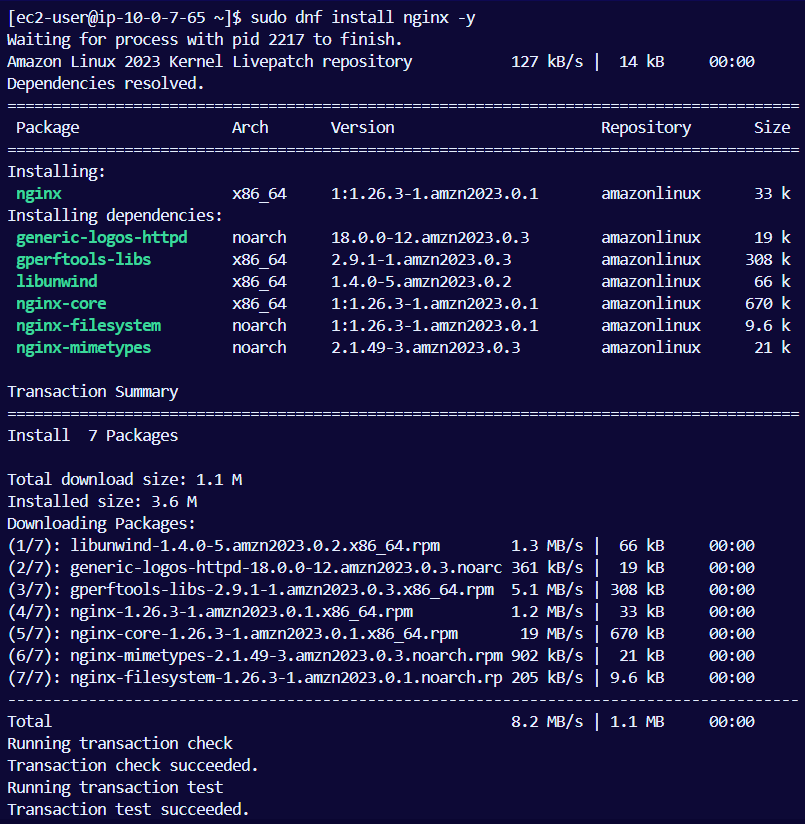 [ec2-user@ip-10-0-7-65 ~]$ sudo dnf install nginx -y
Waiting for process with pid 2217 to finish.
Amazon Linux 2023 Kernel Livepatch repository           127 kB/s |  14 kB     00:00
Dependencies resolved.
========================================================================================
 Package                 Arch       Version                       Repository       Size
========================================================================================
Installing:
 nginx                   x86_64     1:1.26.3-1.amzn2023.0.1       amazonlinux      33 k
Installing dependencies:
 generic-logos-httpd     noarch     18.0.0-12.amzn2023.0.3        amazonlinux      19 k
 gperftools-libs         x86_64     2.9.1-1.amzn2023.0.3          amazonlinux     308 k
 libunwind               x86_64     1.4.0-5.amzn2023.0.2          amazonlinux      66 k
 nginx-core              x86_64     1:1.26.3-1.amzn2023.0.1       amazonlinux     670 k
 nginx-filesystem        noarch     1:1.26.3-1.amzn2023.0.1       amazonlinux     9.6 k
 nginx-mimetypes         noarch     2.1.49-3.amzn2023.0.3         amazonlinux      21 k
Transaction Summary
========================================================================================
Install  7 Packages
Total download size: 1.1 M
Installed size: 3.6 M
Downloading Packages:
(1/7): libunwind-1.4.0-5.amzn2023.0.2.x86_64.rpm        1.3 MB/s |  66 kB     00:00
(2/7): generic-logos-httpd-18.0.0-12.amzn2023.0.3.noarc 361 kB/s |  19 kB     00:00
(3/7): gperftools-libs-2.9.1-1.amzn2023.0.3.x86_64.rpm  5.1 MB/s | 308 kB     00:00
(4/7): nginx-1.26.3-1.amzn2023.0.1.x86_64.rpm           1.2 MB/s |  33 kB     00:00
(5/7): nginx-core-1.26.3-1.amzn2023.0.1.x86_64.rpm       19 MB/s | 670 kB     00:00
(6/7): nginx-mimetypes-2.1.49-3.amzn2023.0.3.noarch.rpm 902 kB/s |  21 kB     00:00
(7/7): nginx-filesystem-1.26.3-1.amzn2023.0.1.noarch.rp 205 kB/s | 9.6 kB     00:00
----------------------------------------------------------------------------------------
Total                                                   8.2 MB/s | 1.1 MB     00:00
Running transaction check
Transaction check succeeded.
Running transaction test
Transaction test succeeded.